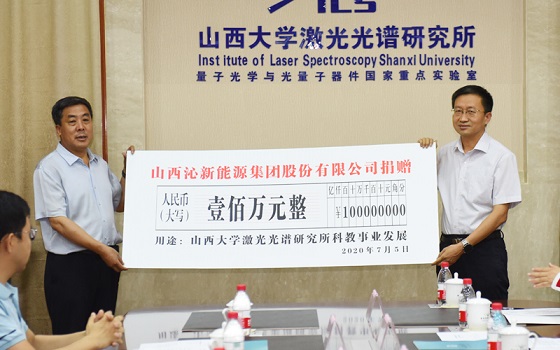 山西大学激光光谱研究所
Institute of Laser Spectroscopy Shanxi University
量子光学与光量子器件国家重点实验室
山西沁新能源集团股份有限公司捐赠
人民币
(大写)
壹佰万元整
亿仟百十万千百十元角分
¥100000000
用途：山西大学激光光谱研究所科教事业发展
2020年7月5日